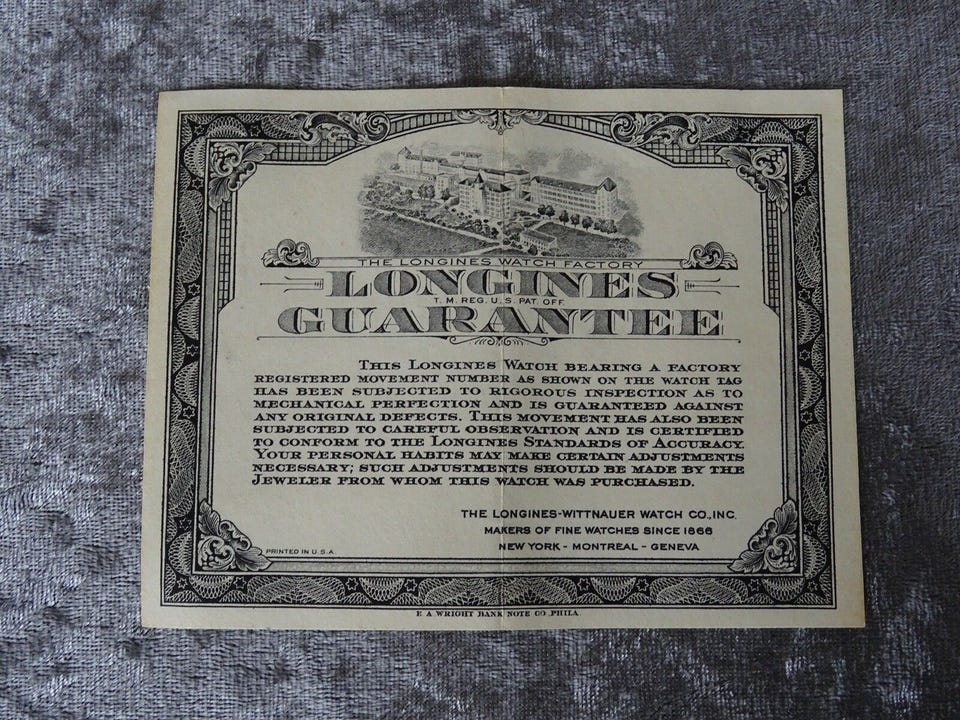 THE LONGINES WATCH FACTORY
LONGINES
T. M. REG. U. S. PAT. OFF.
GUARANTEE
THIS LONGINES WATCH BEARING A FACTORY
REGISTERED MOVEMENT NUMBER AS SHOWN ON THE WATCH TAG
HAS BEEN SUBJECTED TO RIGOROUS INSPECTION AS TO
MECHANICAL PERFECTION AND IS GUARANTEED AGAINST
ANY ORIGINAL DEFECTS. THIS MOVEMENT HAS ALSO BEEN
SUBJECTED TO CAREFUL OBSERVATION AND IS CERTIFIED
TO CONFORM TO THE LONGINES STANDARDS OF ACCURACY.
YOUR PERSONAL HABITS MAY MAKE CERTAIN ADJUSTMENTS
NECESSARY; SUCH ADJUSTMENTS SHOULD BE MADE BY THE
JEWELER FROM WHOM THIS WATCH WAS PURCHASED.
THE LONGINES-WITTNAUER WATCH CO., INC.
MAKERS OF FINE WATCHES SINCE 1866
NEW YORK - MONTREAL - GENEVA
PRINTED IN U.S.A.
E. A. WRIGHT BANK NOTE CO. PHILA.